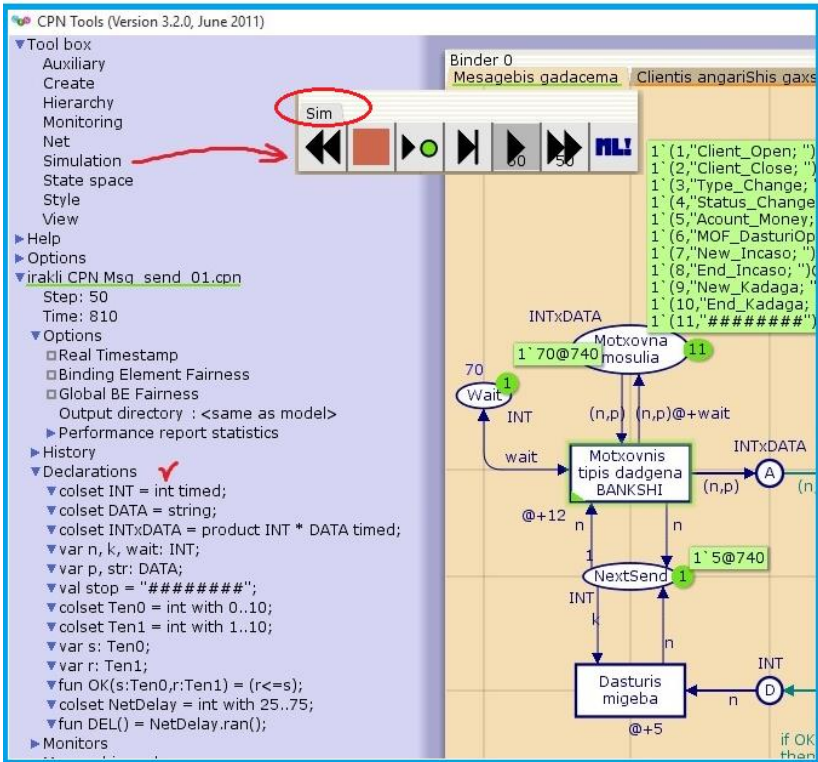 CPN Tools (Version 3.2.0, June 2011)
Tool box
Auxiliary
Create
Hierarchy
Monitoring
Net
Simulation
State space
Style
View
Help
Options
irakli CPN Msg_send_01.cpn
Step: 50
Time: 810
Options
Real Timestamp
Binding Element Fairness
Global BE Fairness
Output directory : <same as model>
Performance report statistics
History
Declarations
colset INT = int timed;
colset DATA = string;
colset INTxDATA = product INT * DATA timed;
var n, k, wait: INT;
var p, str: DATA;
val stop = "########";
colset Ten0 = int with 0..10;
colset Ten1 = int with 1..10;
var s: Ten0;
var r: Ten1;
fun OK(s:Ten0,r:Ten1) = (r<=s);
colset NetDelay = int with 25..75;
fun DEL() = NetDelay.ran();
Monitors
Binder 0
Mesagebis gadacema Clientis angariShis gaxs
Sim
50 50 ML!
1`(1,"Client_Open; ")
1`(2,"Client_Close; ")
1`(3,"Type_Change;
1`(4,"Status_Change
1`(5,"Acount_Money;
1`(6,"MOF_DasturiOp
1`(7,"New_Incaso; ")
1`(8,"End_Incaso; ")@
1`(9,"New_Kadaga; "
1`(10,"End_Kadaga;
1`(11,"########")
INTxDATA
Motxovna
mosulia
11
1`70@740
70
Wait
1
INT
(n,p) (n,p)@+wait
wait
Motxovnis
tipis dadgena
BANKSHI
@+12
INTxDATA
A
(n,p)
(n,
n n
1
1`5@740
NextSend
1
INT
k
n
Dasturis
migeba
@+5
INT
D
n
if OK
then